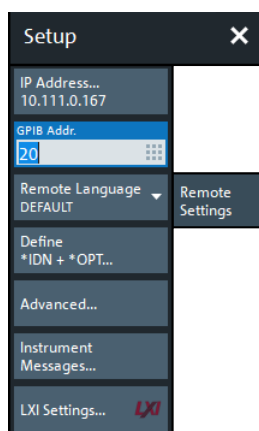 Setup
IP Address...
10.111.0.167
GPIB Addr.
20
Remote Language
DEFAULT
Remote
Settings
Define
*IDN + *OPT...
Advanced...
Instrument
Messages...
LXI Settings...
LXI